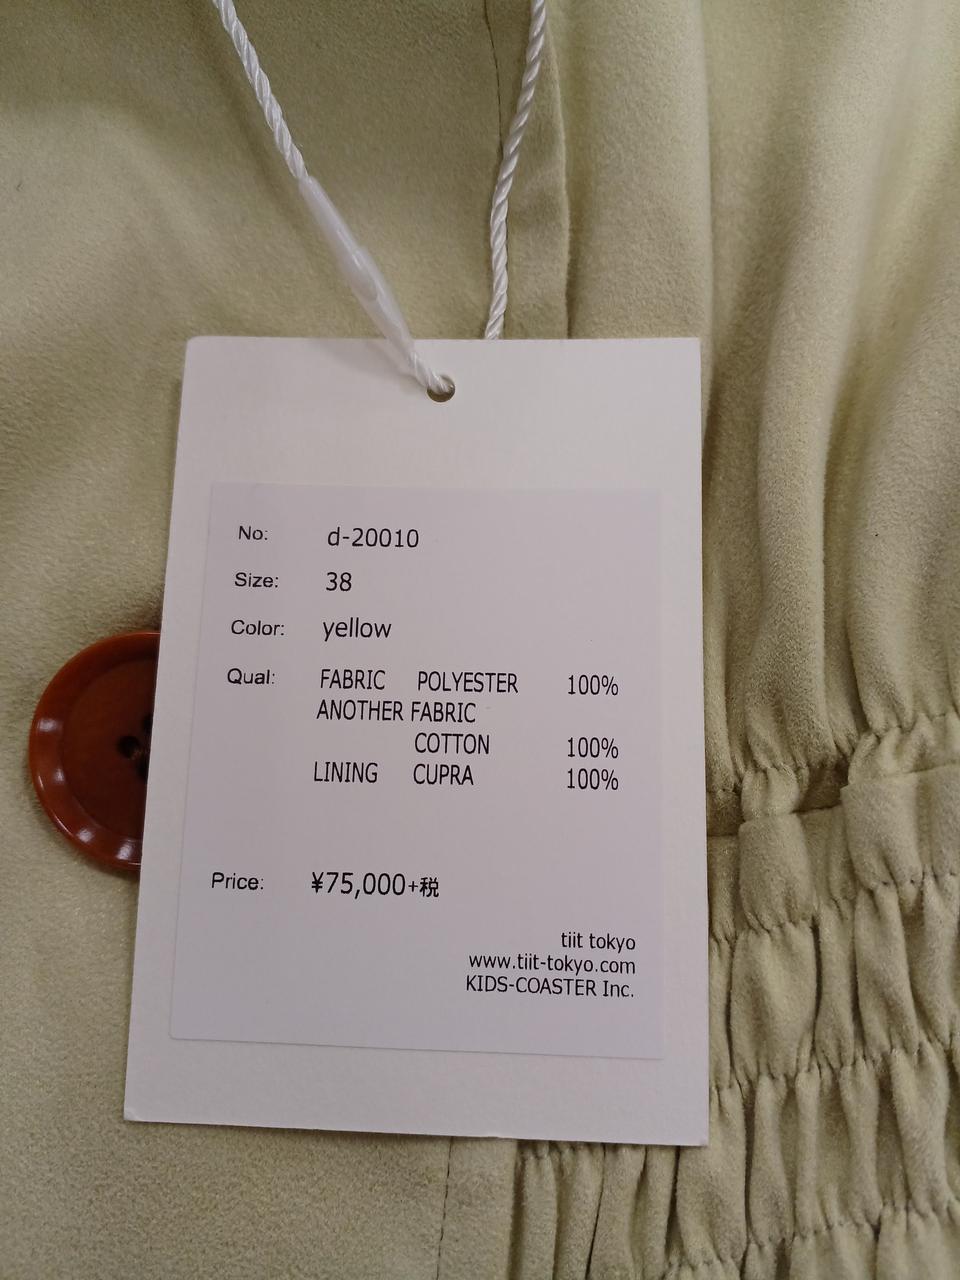 No: d-20010
Size: 38
Color: yellow
Qual: FABRIC POLYESTER 100%
ANOTHER FABRIC
COTTON 100%
LINING CUPRA 100%
Price: ¥75,000+税
tiit tokyo
www.tiit-tokyo.com
KIDS-COASTER Inc.